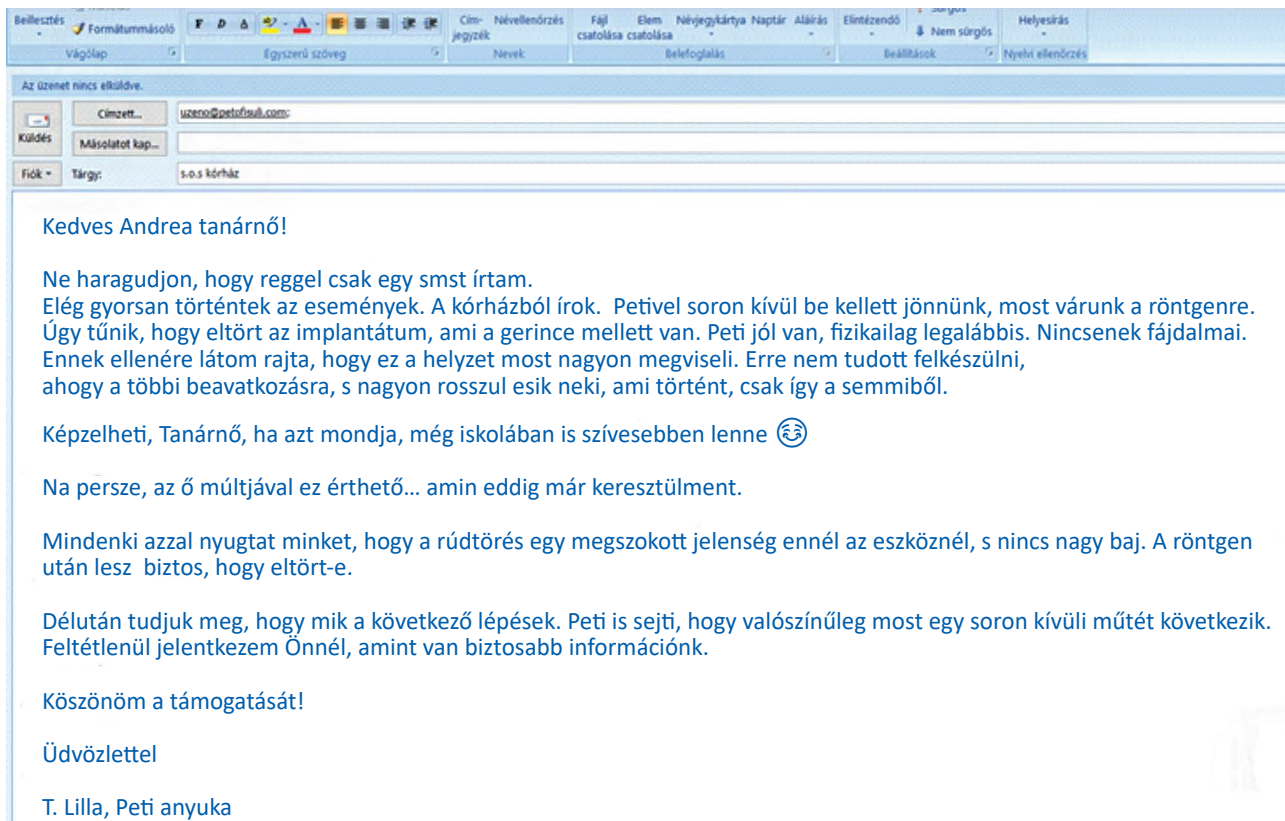 Beillesztés
Formátummásoló
F D A
Cím-
jegyzék
Névellenőrzés
Fájl
csatolása
Elem
csatolása
Névjegykártya Naptár Aláírás
Elintézendő
Sürgős
Nem sürgős
Helyesírás
Vágólap Egyszerű szöveg Nevek Belefoglalás Beállítások Nyelvi ellenőrzés
Az üzenet nincs elküldve.
Küldés
Címzett... uzeno@petofisuli.com;
Másolatot kap...
Fiók Tárgy: s.o.s kórház
Kedves Andrea tanárnő!
Ne haragudjon, hogy reggel csak egy smst írtam.
Elég gyorsan történtek az események. A kórházból írok. Petivel soron kívül be kellett jönnünk, most várunk a röntgenre.
Úgy tűnik, hogy eltört az implantátum, ami a gerince mellett van. Peti jól van, fizikailag legalábbis. Nincsenek fájdalmai.
Ennek ellenére látom rajta, hogy ez a helyzet most nagyon megviseli. Erre nem tudott felkészülni,
ahogy a többi beavatkozásra, s nagyon rosszul esik neki, ami történt, csak így a semmiből.
Képzelheti, Tanárnő, ha azt mondja, még iskolában is szívesebben lenne 😂
Na persze, az ő múltjával ez érthető... amin eddig már keresztülment.
Mindenki azzal nyugtat minket, hogy a rúdtörés egy megszokott jelenség ennél az eszköznél, s nincs nagy baj. A röntgen
után lesz biztos, hogy eltört-e.
Délután tudjuk meg, hogy mik a következő lépések. Peti is sejti, hogy valószínűleg most egy soron kívüli műtét következik.
Feltétlenül jelentkezem Önnél, amint van biztosabb információnk.
Köszönöm a támogatását!
Üdvözlettel
T. Lilla, Peti anyuka